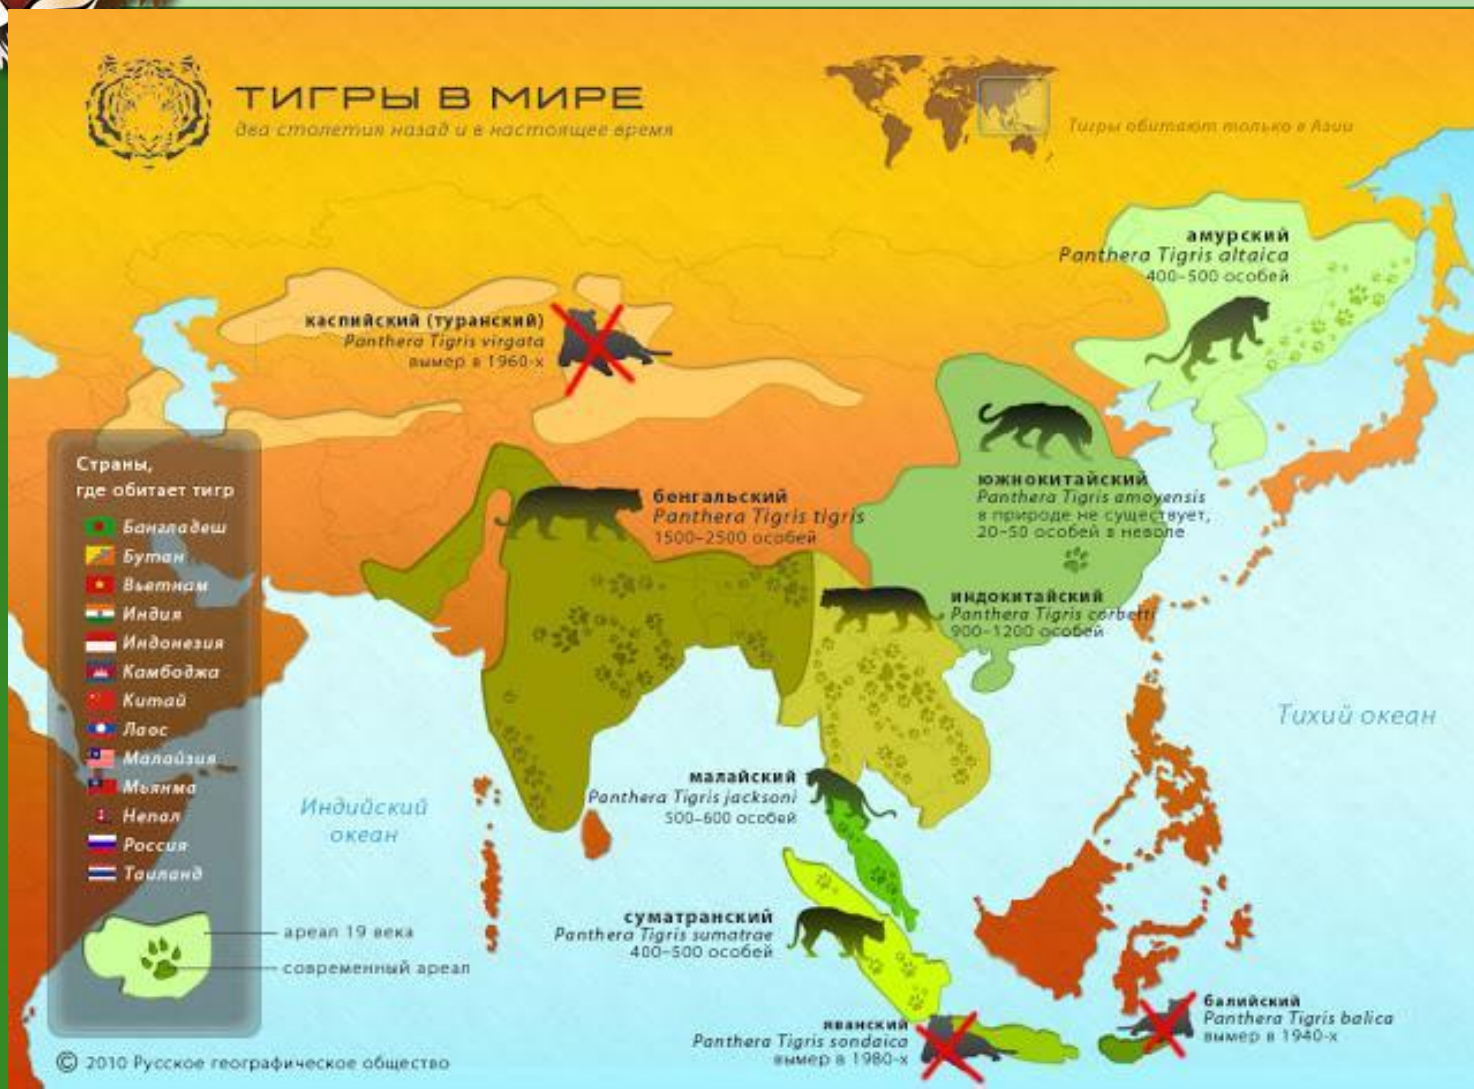 ТИГРЫ В МИРЕ
два столетия назад и в настоящее время
Тигры обитают только в Азии
амурский
Panthera Tigris altaica
400–500 особей
каспийский (туранский)
Panthera Tigris virgata
вымер в 1960-х
южнокитайский
Panthera Tigris amoyensis
в природе не существует,
20–50 особей в неволе
бенгальский
Panthera Tigris tigris
1500–2500 особей
индокитайский
Panthera Tigris corbetti
900–1200 особей
Страны,
где обитает тигр
Бангладеш
Бутан
Вьетнам
Индия
Индонезия
Камбоджа
Китай
Лаос
Малайзия
Мьянма
Непал
Россия
Таиланд
ареал 19 века
современный ареал
Индийский
океан
Тихий океан
малайский
Panthera Tigris jacksoni
500–600 особей
суматранский
Panthera Tigris sumatrae
400–500 особей
яванский
Panthera Tigris sondaica
вымер в 1980-х
балийский
Panthera Tigris balica
вымер в 1940-х
© 2010 Русское географическое общество